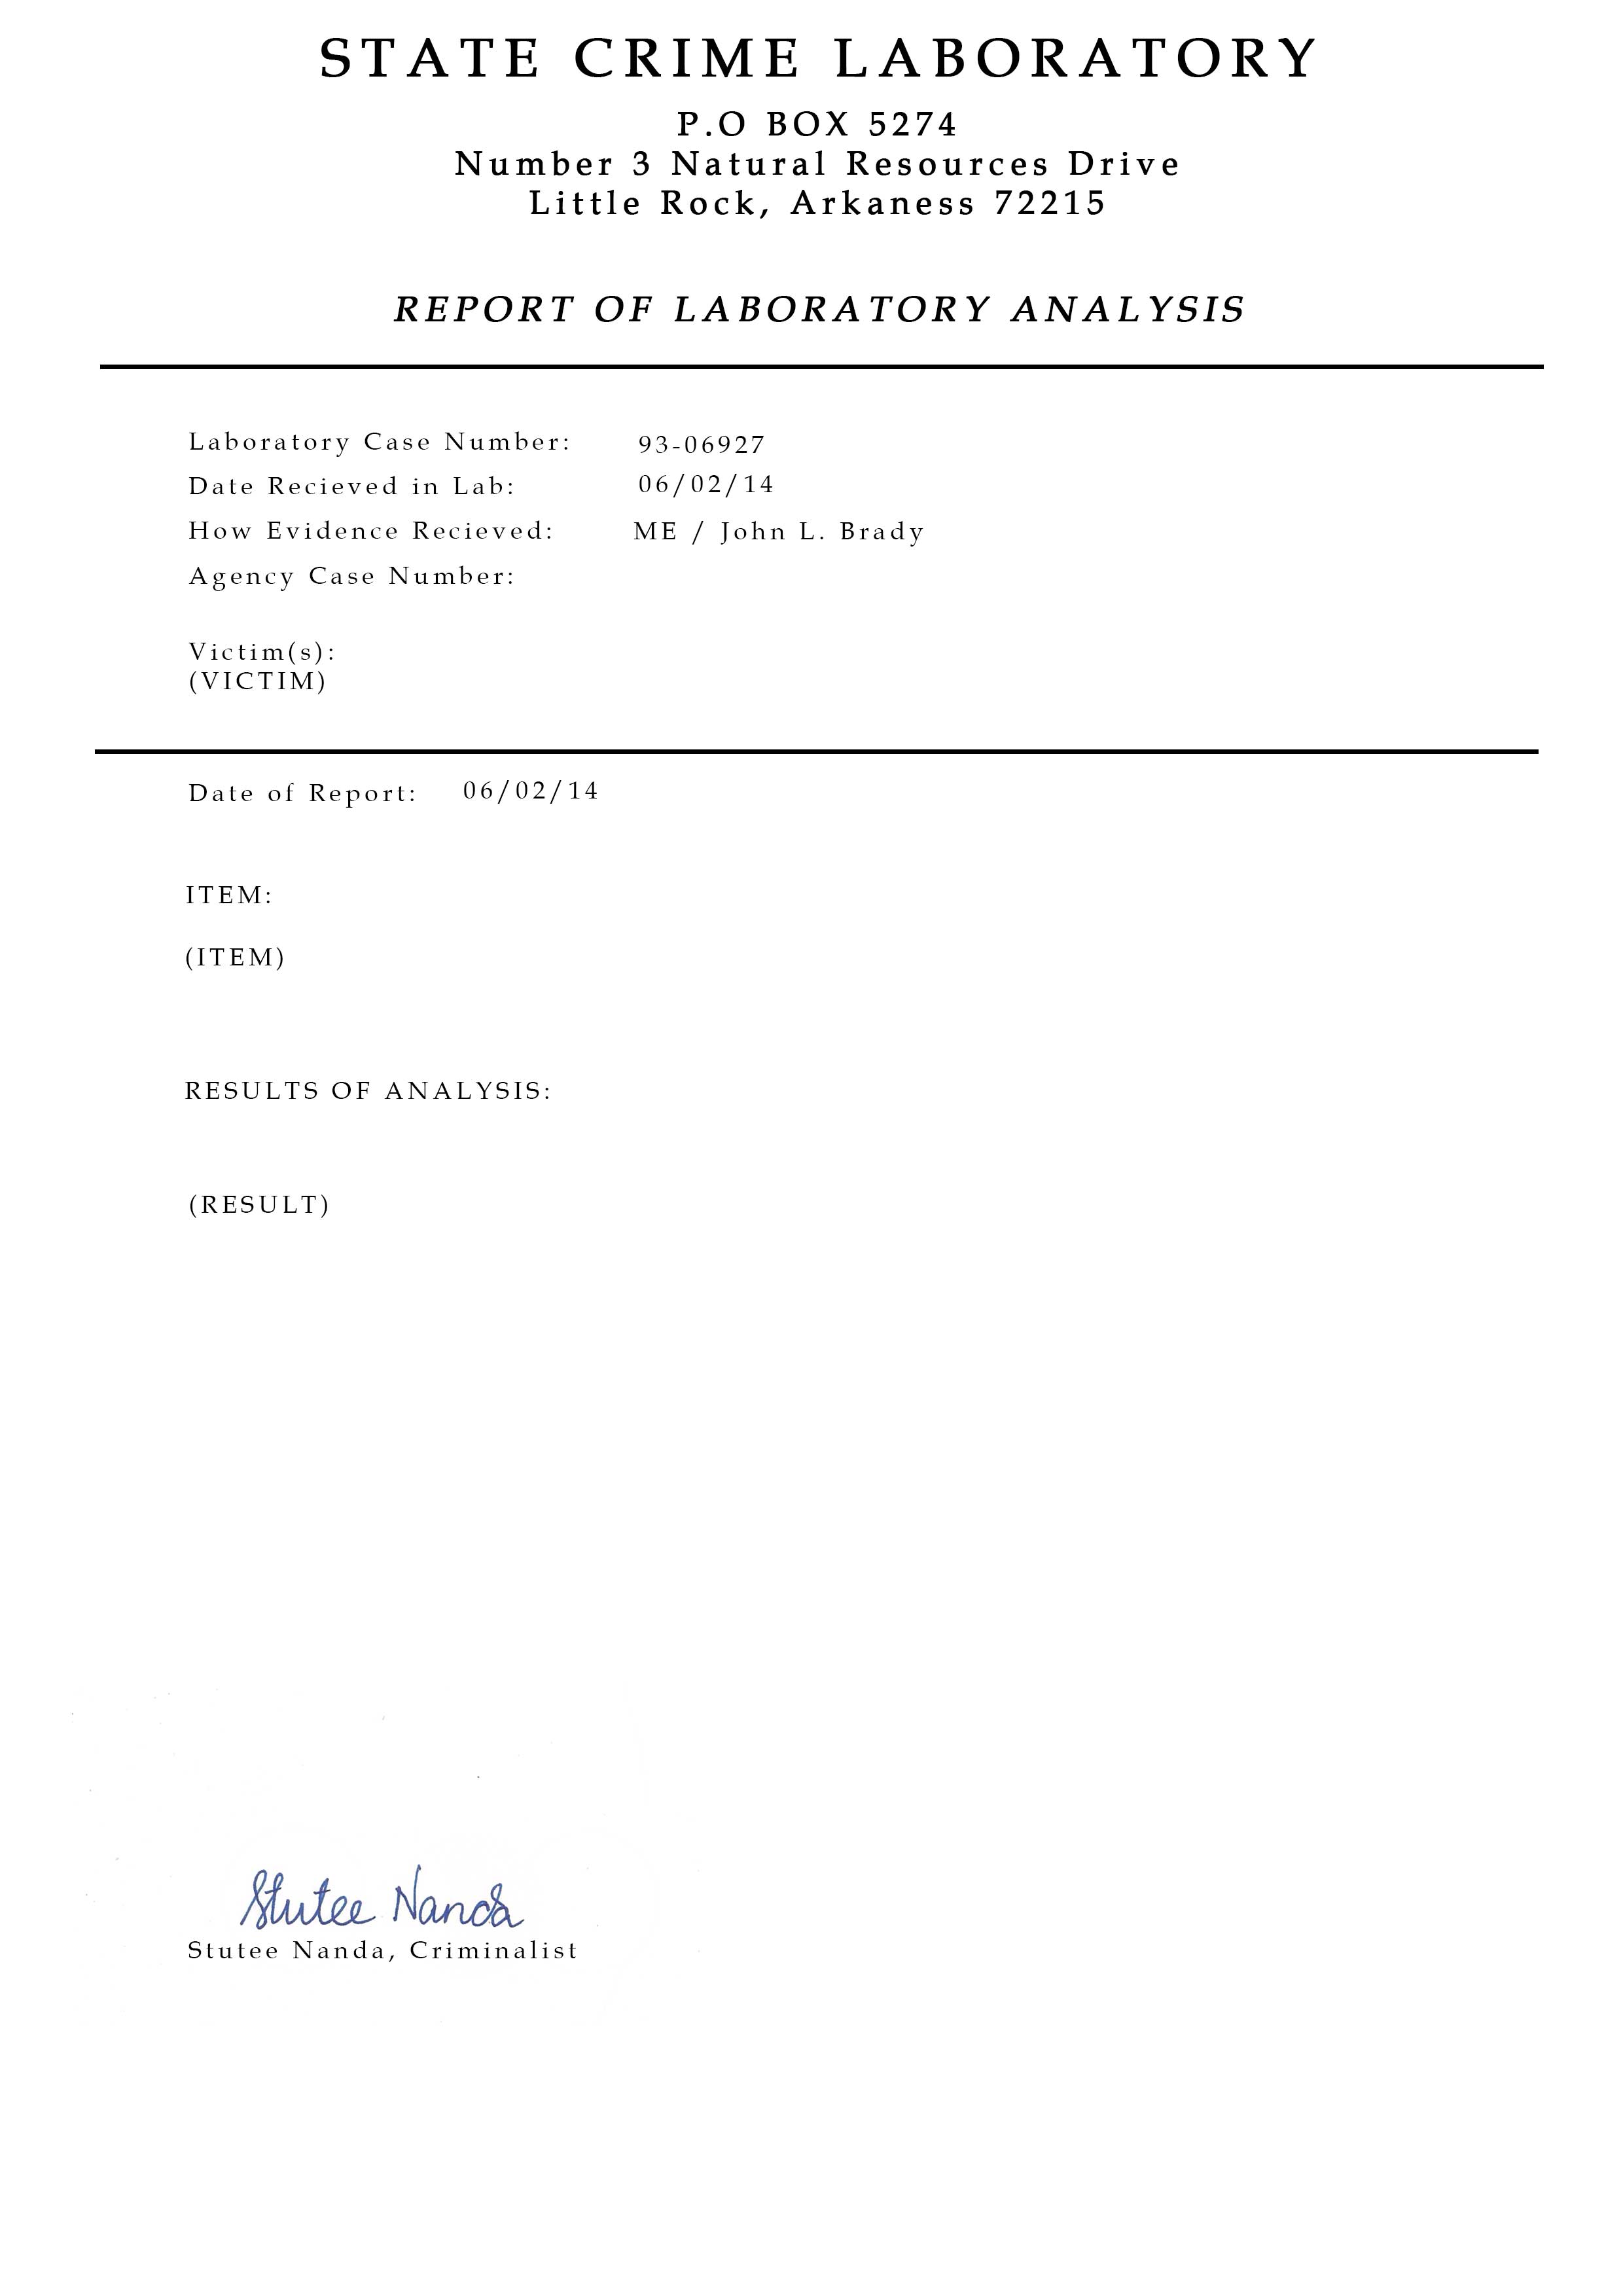 STATE CRIME LABORATORY
P.O BOX 5274
Number 3 Natural Resources Drive
Little Rock, Arkaness 72215
REPORT OF LABORATORY ANALYSIS
Laboratory Case Number: 93-06927
Date Recieved in Lab: 06/02/14
How Evidence Recieved: ME / John L. Brady
Agency Case Number:
Victim(s):
(VICTIM)
Date of Report: 06/02/14
ITEM:
(ITEM)
RESULTS OF ANALYSIS:
(RESULT)
Stutee Nanda
Stutee Nanda, Criminalist